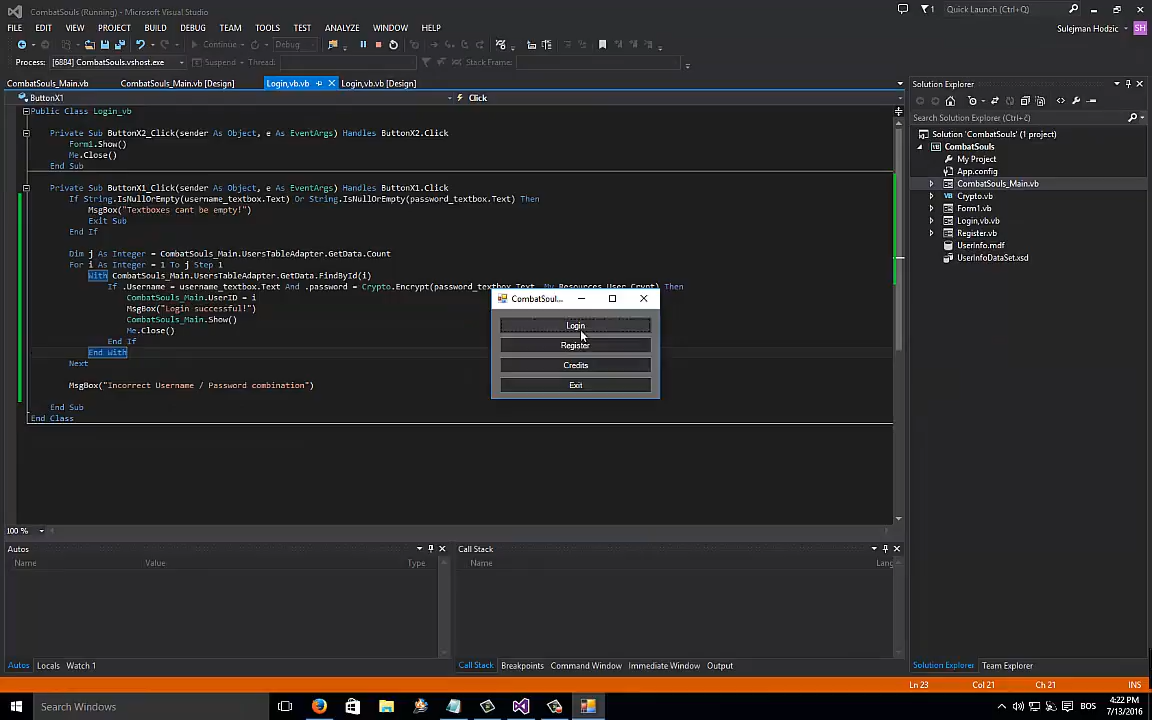 CombatSouls (Running) - Microsoft Visual Studio
1
Quick Launch (Ctrl+Q)
FILE EDIT VIEW PROJECT BUILD DEBUG TEAM TOOLS TEST ANALYZE WINDOW HELP
Sulejman Hodzic
SH
Continue
Debug
Process: [6884] CombatSouls.vshost.exe
Suspend
Thread:
Stack Frame:
CombatSouls_Main.vb
CombatSouls_Main.vb [Design]
Login,vb.vb
Login,vb.vb [Design]
Solution Explorer
ButtonX1
Click
Search Solution Explorer (Ctrl+č)
Public Class Login_vb
Private Sub ButtonX2_Click(sender As Object, e As EventArgs) Handles ButtonX2.Click
Form1.Show()
Me.Close()
End Sub
Private Sub ButtonX1_Click(sender As Object, e As EventArgs) Handles ButtonX1.Click
If String.IsNullOrEmpty(username_textbox.Text) Or String.IsNullOrEmpty(password_textbox.Text) Then
MsgBox("Textboxes cant be empty!")
Exit Sub
End If
Dim j As Integer = CombatSouls_Main.UsersTableAdapter.GetData.Count
For i As Integer = 1 To j Step 1
With CombatSouls_Main.UsersTableAdapter.GetData.FindById(i)
If .Username = username_textbox.Text And .password = Crypto.Encrypt(password_textbox.Text, My.Resources.User_Crypt) Then
CombatSouls_Main.UserID = i
MsgBox("Login successful!")
CombatSouls_Main.Show()
Me.Close()
End If
End With
Next
MsgBox("Incorrect Username / Password combination")
End Sub
End Class
CombatSoul...
Login
Register
Credits
Exit
Solution 'CombatSouls' (1 project)
CombatSouls
My Project
App.config
CombatSouls_Main.vb
Crypto.vb
Form1.vb
Login,vb.vb
Register.vb
UserInfo.mdf
UserInfoDataSet.xsd
100 %
Autos
Name Value Type
Call Stack
Name Lang
Autos Locals Watch 1
Call Stack Breakpoints Command Window Immediate Window Output
Solution Explorer Team Explorer
Ln 23 Col 21 Ch 21 INS
Search Windows
BOS
4:22 PM
7/13/2016